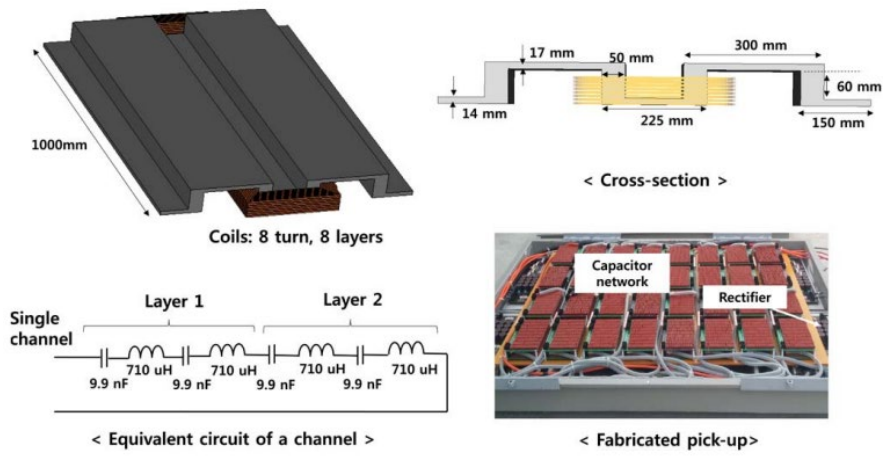 1000mm
Coils: 8 turn, 8 layers
17 mm
50 mm
300 mm
60 mm
14 mm
225 mm
150 mm
< Cross-section >
Single
channel
Layer 1
Layer 2
9.9 nF
710 uH
9.9 nF
710 uH
9.9 nF
710 uH
9.9 nF
710 uH
< Equivalent circuit of a channel >
Capacitor
network
Rectifier
< Fabricated pick-up>